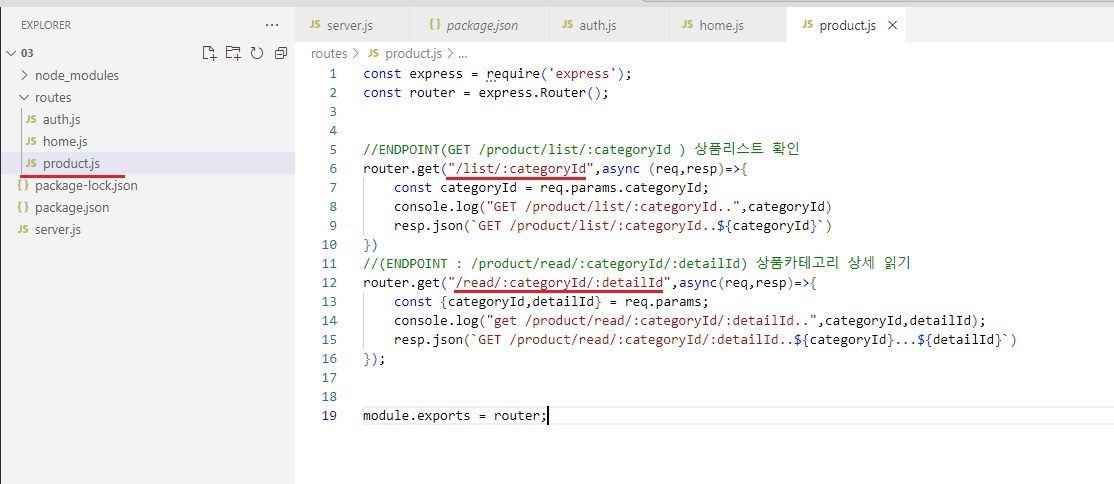 EXPLORER
03
node_modules
routes
JS auth.js
JS home.js
JS product.js
{} package-lock.json
{} package.json
JS server.js
JS server.js
{} package.json
JS auth.js
JS home.js
JS product.js
routes > JS product.js > ...
1 const express = require('express');
2 const router = express.Router();
3
4
5 //ENDPOINT(GET /product/list/:categoryId ) 상품리스트 확인
6 router.get("/list/:categoryId",async (req,resp)=>{
7 const categoryId = req.params.categoryId;
8 console.log("GET /product/list/:categoryId..",categoryId)
9 resp.json(`GET /product/list/:categoryId..${categoryId}`)
10 })
11 //(ENDPOINT : /product/read/:categoryId/:detailId) 상품카테고리 상세 읽기
12 router.get("/read/:categoryId/:detailId",async(req,resp)=>{
13 const {categoryId,detailId} = req.params;
14 console.log("get /product/read/:categoryId/:detailId..",categoryId,detailId);
15 resp.json(`GET /product/read/:categoryId/:detailId..${categoryId}...${detailId}`)
16 });
17
18
19 module.exports = router;